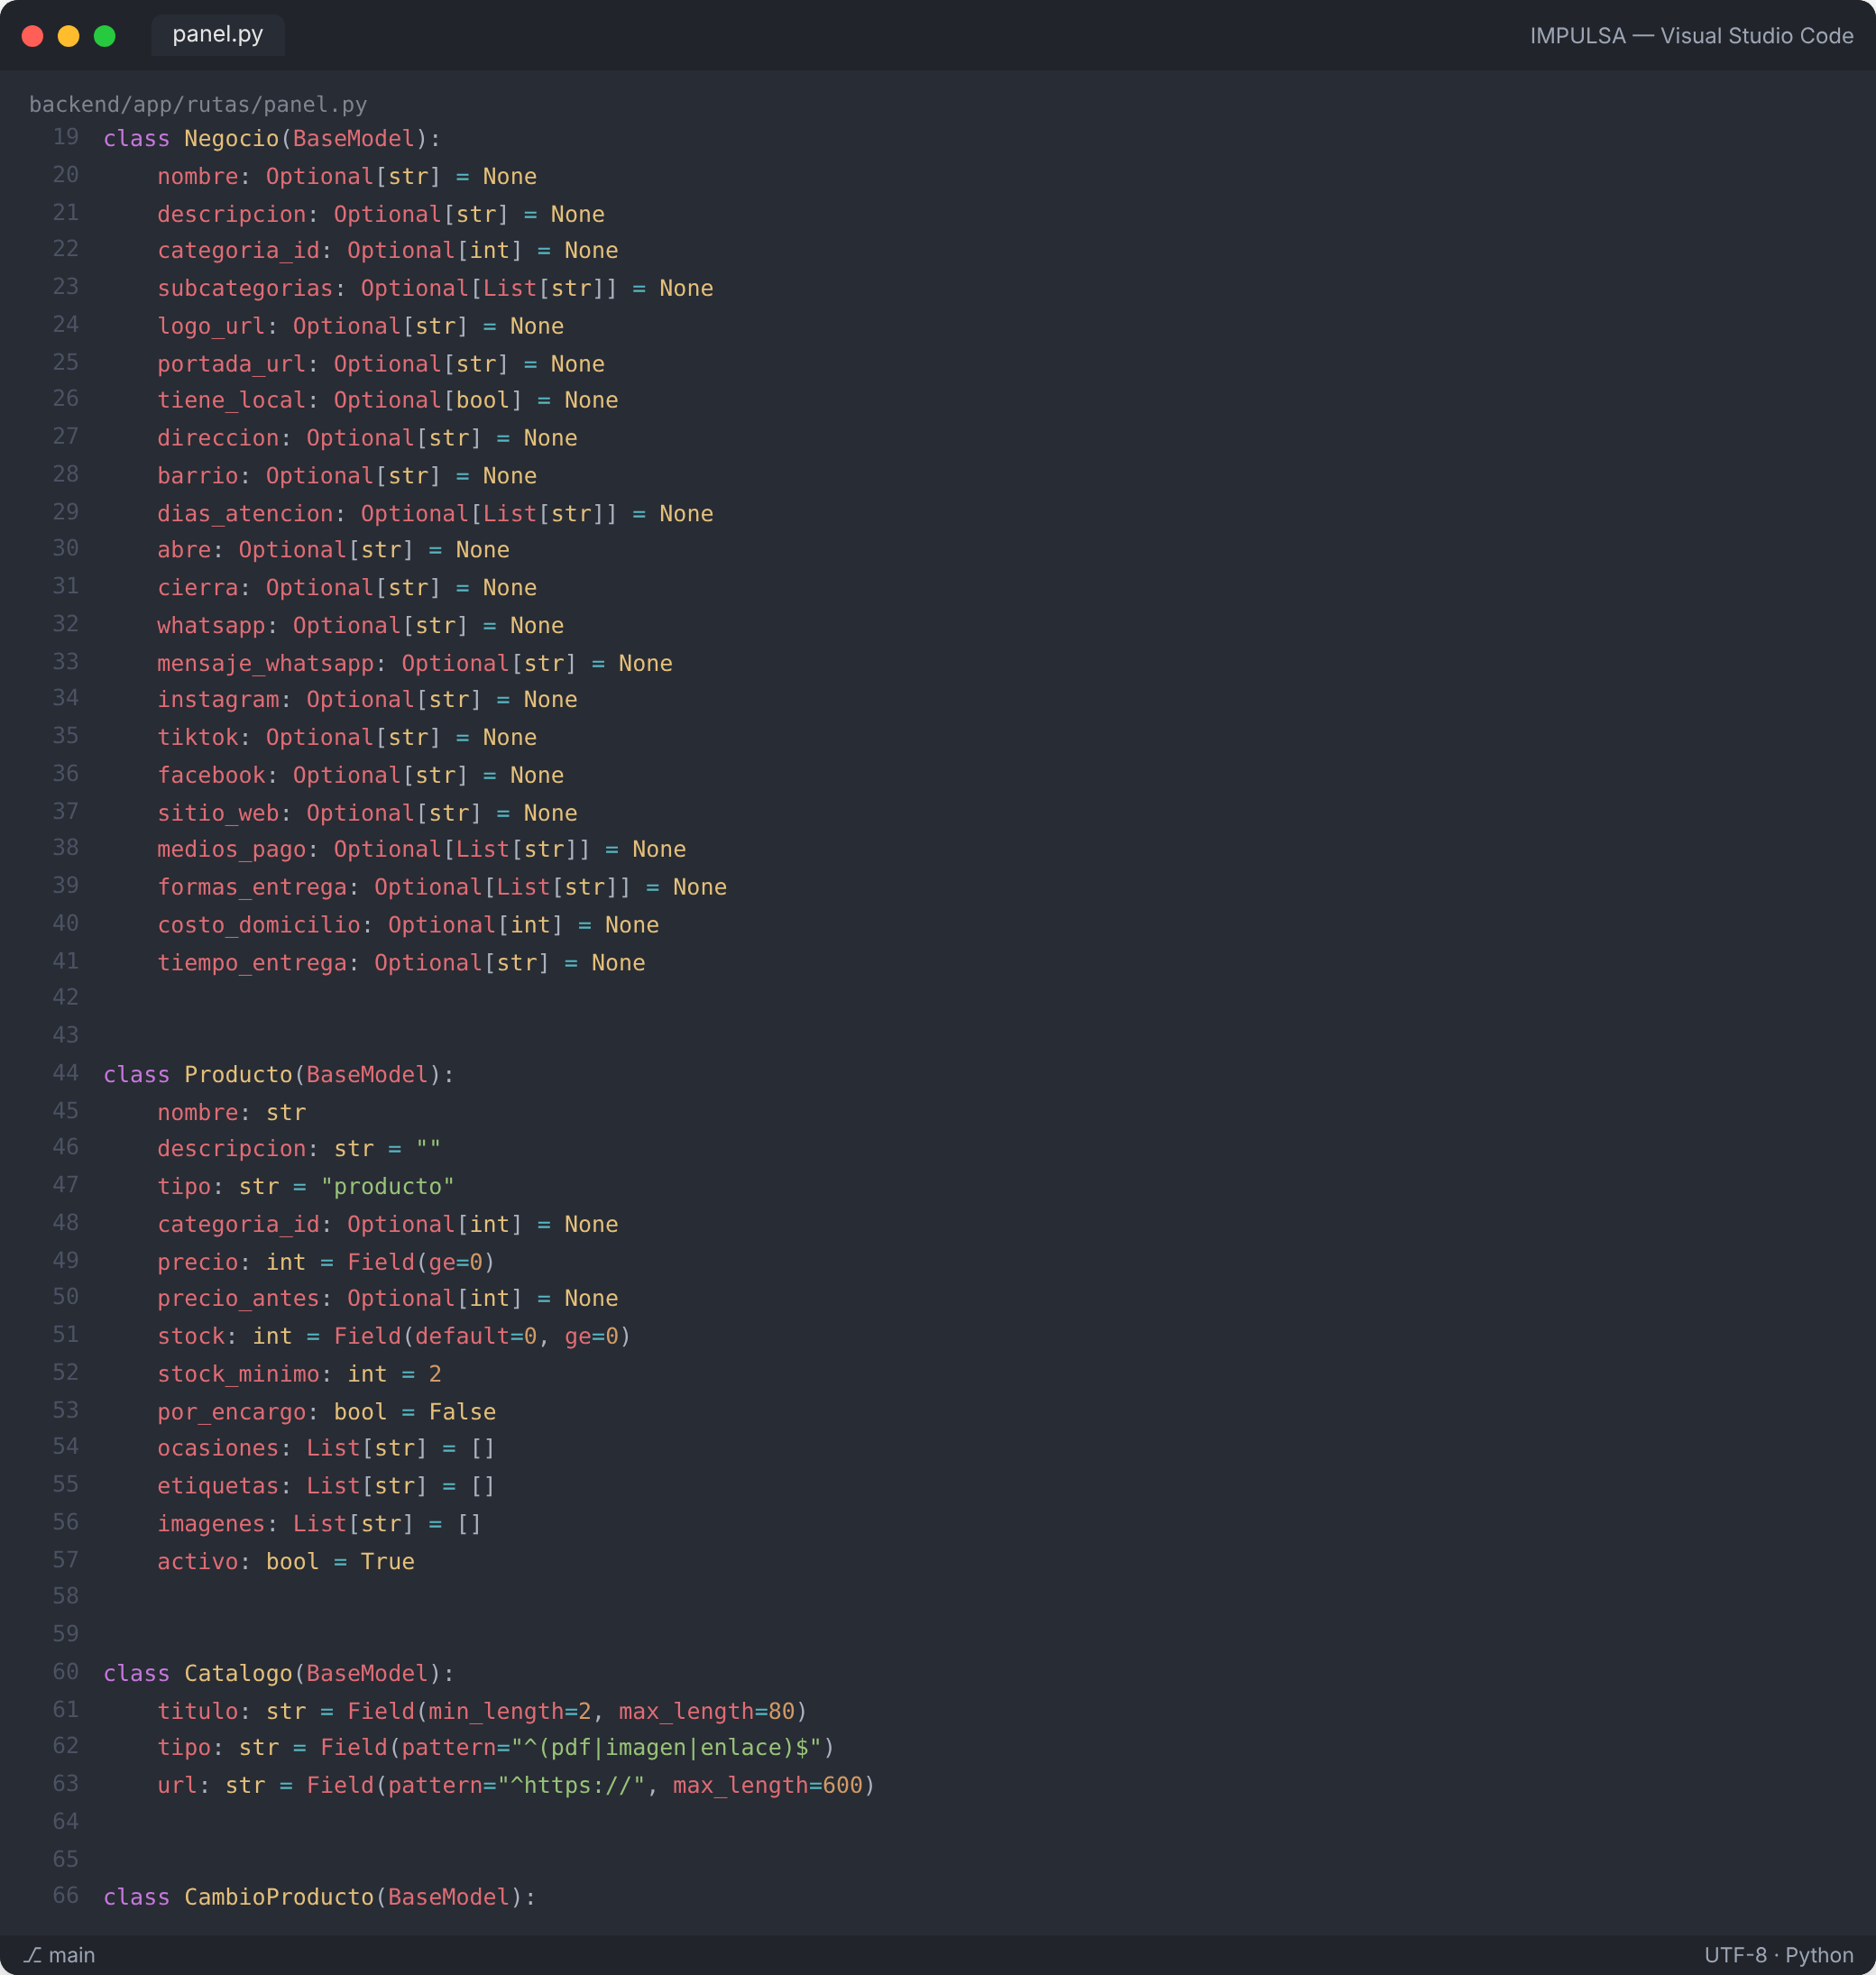 panel.py
IMPULSA — Visual Studio Code
backend/app/rutas/panel.py
19 class Negocio(BaseModel):
20     nombre: Optional[str] = None
21     descripcion: Optional[str] = None
22     categoria_id: Optional[int] = None
23     subcategorias: Optional[List[str]] = None
24     logo_url: Optional[str] = None
25     portada_url: Optional[str] = None
26     tiene_local: Optional[bool] = None
27     direccion: Optional[str] = None
28     barrio: Optional[str] = None
29     dias_atencion: Optional[List[str]] = None
30     abre: Optional[str] = None
31     cierra: Optional[str] = None
32     whatsapp: Optional[str] = None
33     mensaje_whatsapp: Optional[str] = None
34     instagram: Optional[str] = None
35     tiktok: Optional[str] = None
36     facebook: Optional[str] = None
37     sitio_web: Optional[str] = None
38     medios_pago: Optional[List[str]] = None
39     formas_entrega: Optional[List[str]] = None
40     costo_domicilio: Optional[int] = None
41     tiempo_entrega: Optional[str] = None
42
43
44 class Producto(BaseModel):
45     nombre: str
46     descripcion: str = ""
47     tipo: str = "producto"
48     categoria_id: Optional[int] = None
49     precio: int = Field(ge=0)
50     precio_antes: Optional[int] = None
51     stock: int = Field(default=0, ge=0)
52     stock_minimo: int = 2
53     por_encargo: bool = False
54     ocasiones: List[str] = []
55     etiquetas: List[str] = []
56     imagenes: List[str] = []
57     activo: bool = True
58
59
60 class Catalogo(BaseModel):
61     titulo: str = Field(min_length=2, max_length=80)
62     tipo: str = Field(pattern="^(pdf|imagen|enlace)$")
63     url: str = Field(pattern="^https://", max_length=600)
64
65
66 class CambioProducto(BaseModel):
⎇ main
UTF-8 · Python